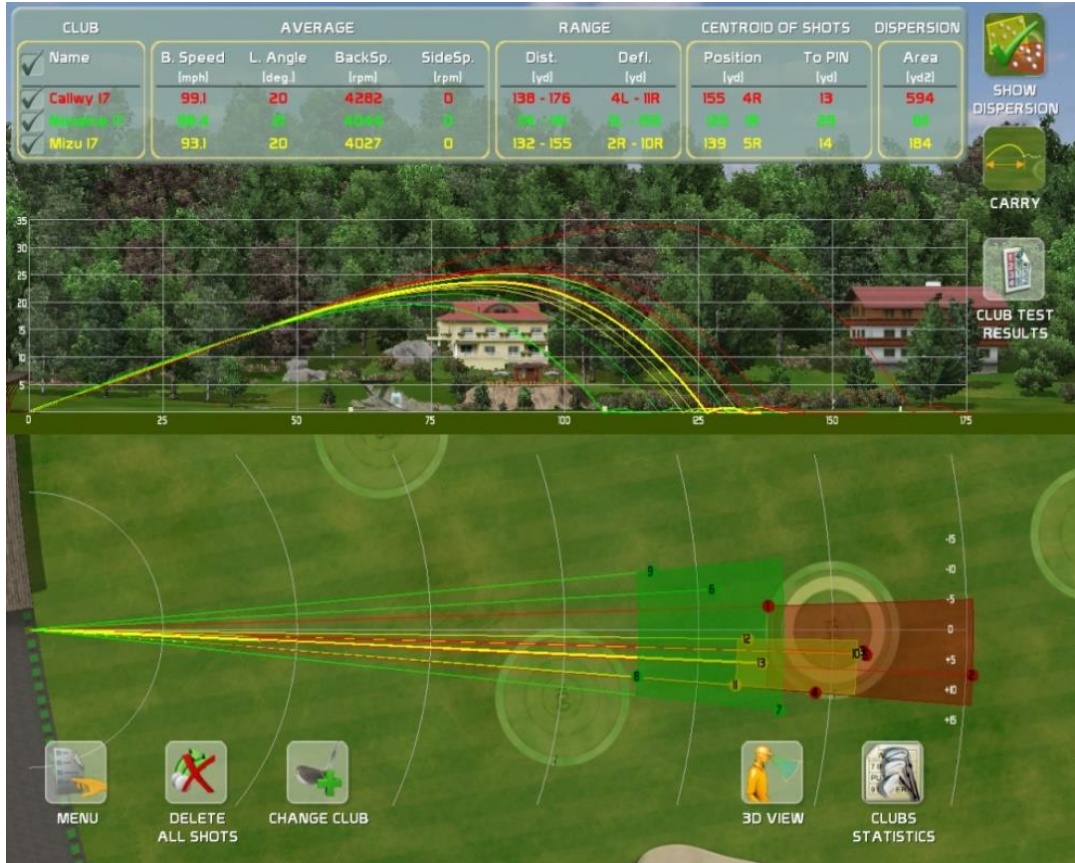 CLUB AVERAGE RANGE CENTROID OF SHOTS DISPERSION
Name B. Speed L. Angle BackSp. SideSp. Dist. Defl. Position To PIN Area
[mph] [deg.] [rpm] [rpm] [yd] [yd] [yd] [yd] [yd2]
Callwy I7 99.1 20 4282 0 138 - 176 4L - 11R 155 4R 13 594
Mizu I7 93.1 20 4027 0 132 - 155 2R - 10R 139 5R 14 184
SHOW
DISPERSION
CARRY
CLUB TEST
RESULTS
35
30
25
20
15
10
5
0 25 50 75 100 125 150 175
-15
-10
-5
0
+5
+10
+15
9
6
1
12
10
13
8
11
4
2
7
MENU
DELETE
ALL SHOTS
CHANGE CLUB
3D VIEW
CLUBS
STATISTICS